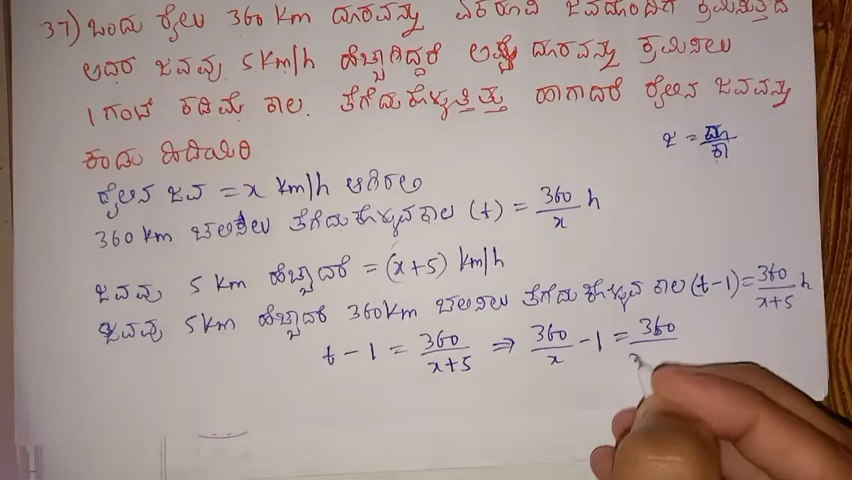 37) ಒಂದು ರೈಲು 360 Km ದೂರವನ್ನು ಏಕರೂಪ ಜವದೊಂದಿಗೆ ಕ್ರಮಿಸುತ್ತದೆ
ಅದರ ಜವವು 5 Km/h ಹೆಚ್ಚಾಗಿದ್ದರೆ ಅಷ್ಟೇ ದೂರವನ್ನು ಕ್ರಮಿಸಲು
1 ಗಂಟೆ ಕಡಿಮೆ ಕಾಲ ತೆಗೆದುಕೊಳ್ಳುತ್ತಿತ್ತು ಹಾಗಾದರೆ ರೈಲಿನ ಜವವನ್ನು
ಕಂಡು ಹಿಡಿಯಿರಿ
ಜ = ದೂ/ಕಾ
ರೈಲಿನ ಜವ = x Km/h ಆಗಿರಲಿ
360 Km ಚಲಿಸಲು ತೆಗೆದುಕೊಳ್ಳುವ ಕಾಲ (t) = 360/x h
ಜವವು 5 Km ಹೆಚ್ಚಾದರೆ = (x+5) Km/h
ಜವವು 5 Km ಹೆಚ್ಚಾದರೆ 360 Km ಚಲಿಸಲು ತೆಗೆದುಕೊಳ್ಳುವ ಕಾಲ (t-1) = 360/x+5 h
t - 1 = 360/x+5 ⇒ 360/x - 1 = 360/x